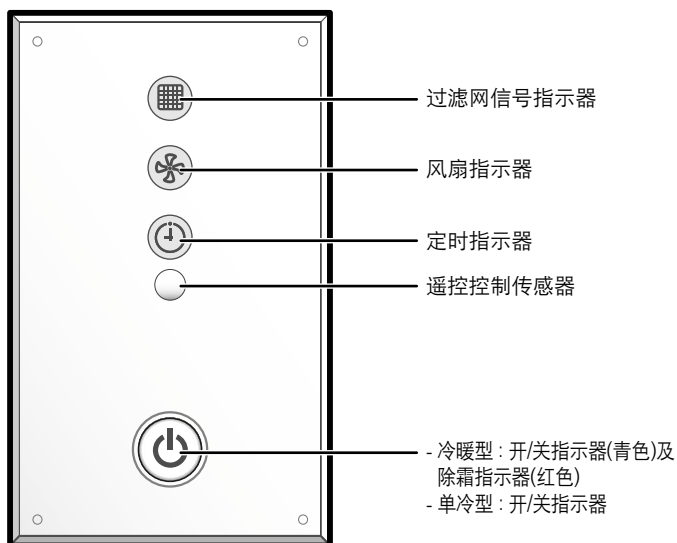 过滤网信号指示器
风扇指示器
定时指示器
遥控控制传感器
- 冷暖型 : 开/关指示器(青色)及
除霜指示器(红色)
- 单冷型 : 开/关指示器